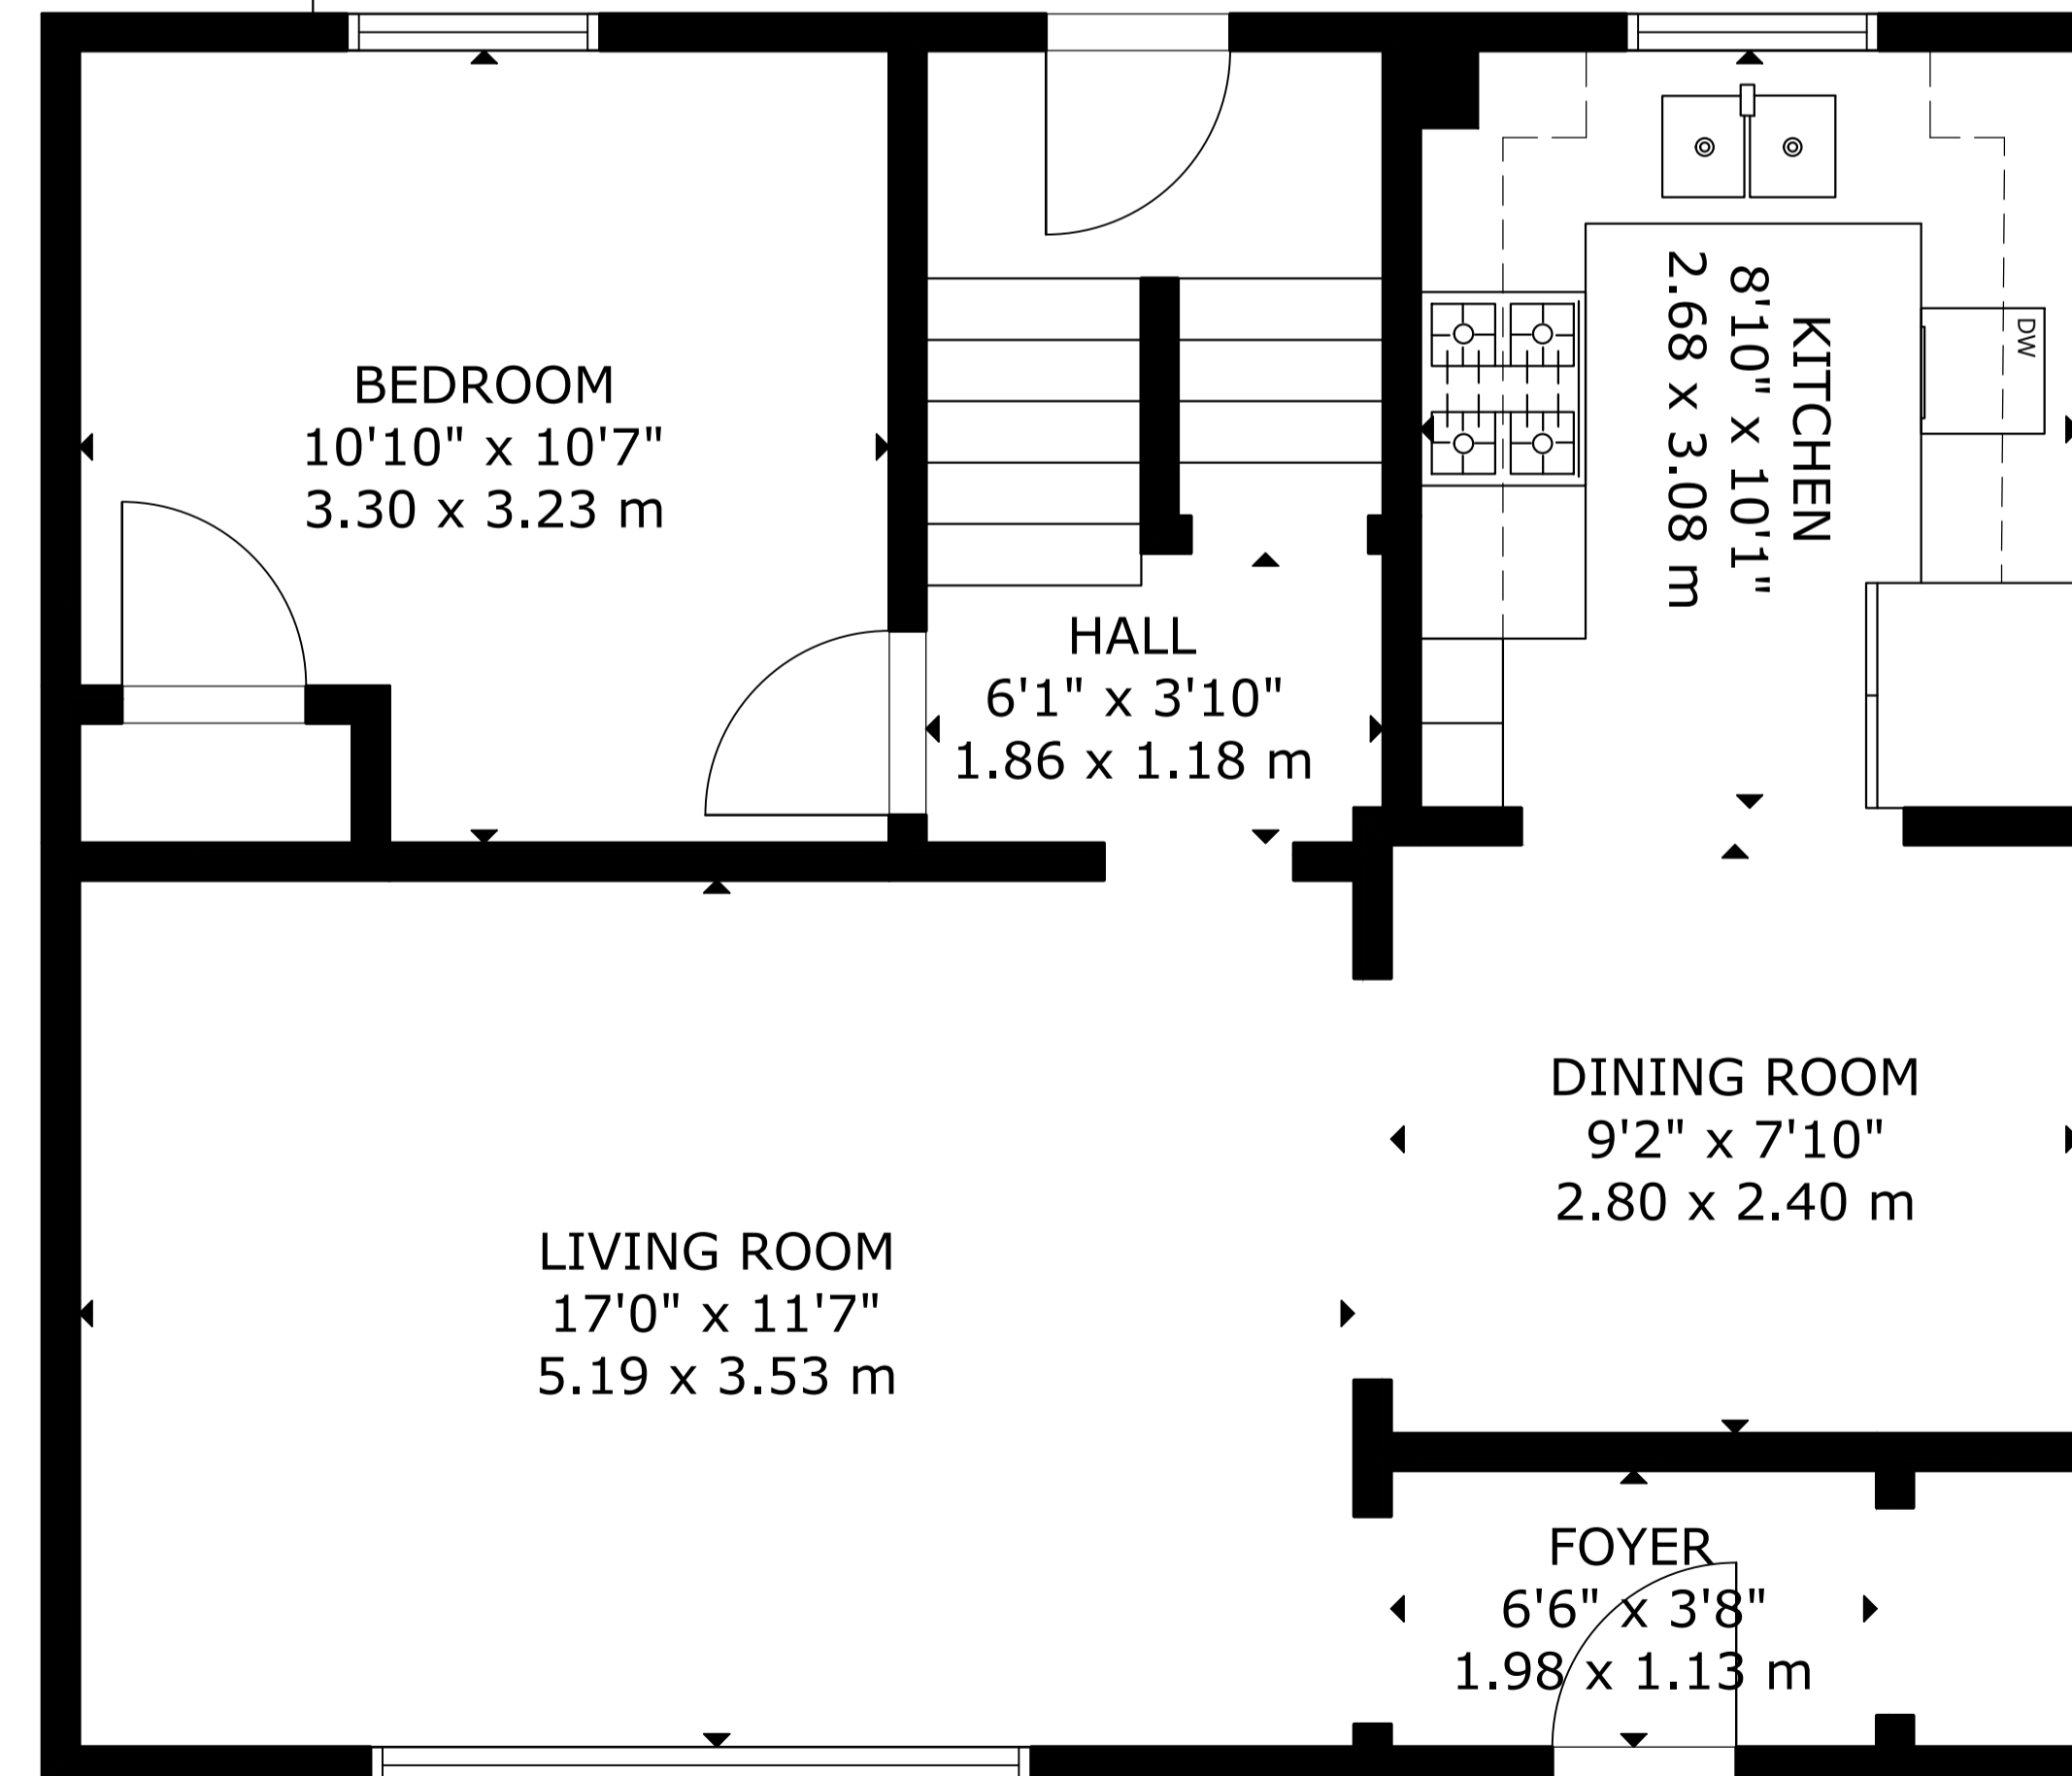 BEDROOM
10'10" x 10'7"
3.30 x 3.23 m
HALL
6'1" x 3'10"
1.86 x 1.18 m
KITCHEN
8'10" x 10'1"
2.68 x 3.08 m
DW
DINING ROOM
9'2" x 7'10"
2.80 x 2.40 m
LIVING ROOM
17'0" x 11'7"
5.19 x 3.53 m
FOYER
6'6" x 3'8"
1.98 x 1.13 m